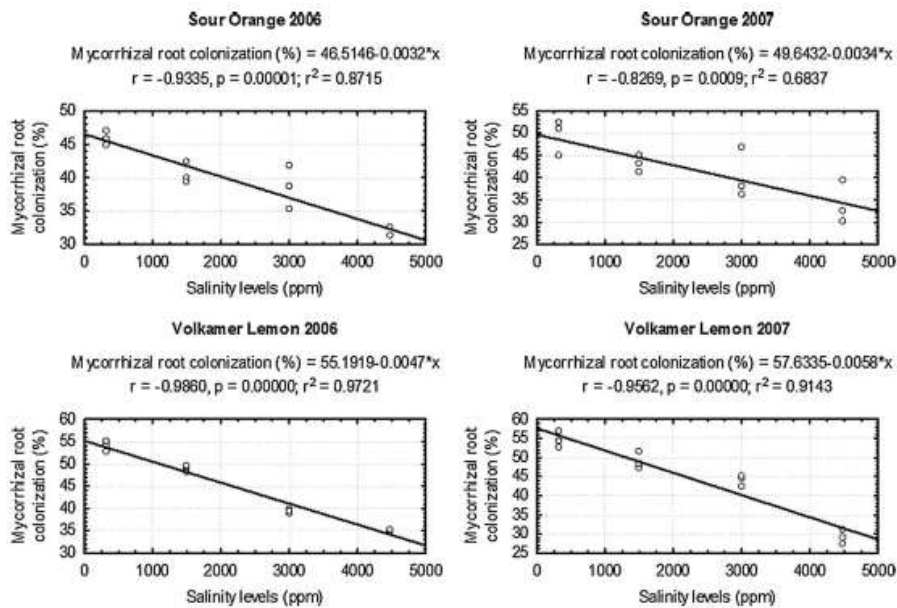 Sour Orange 2006
Mycorrhizal root colonization (%) = 46.5146-0.0032*x
r = -0.9335, p = 0.00001; r² = 0.8715
50
45
40
35
30
Mycorrhizal root
colonization (%)
0 1000 2000 3000 4000 5000
Salinity levels (ppm)
Sour Orange 2007
Mycorrhizal root colonization (%) = 49.6432-0.0034*x
r = -0.8269, p = 0.0009; r² = 0.6837
55
50
45
40
35
30
25
Mycorrhizal root
colonization (%)
0 1000 2000 3000 4000 5000
Salinity levels (ppm)
Volkamer Lemon 2006
Mycorrhizal root colonization (%) = 55.1919-0.0047*x
r = -0.9860, p = 0.00000; r² = 0.9721
60
55
50
45
40
35
30
Mycorrhizal root
colonization (%)
0 1000 2000 3000 4000 5000
Salinity levels (ppm)
Volkamer Lemon 2007
Mycorrhizal root colonization (%) = 57.6335-0.0058*x
r = -0.9562, p = 0.00000; r² = 0.9143
60
55
50
45
40
35
30
25
Mycorrhizal root
colonization (%)
0 1000 2000 3000 4000 5000
Salinity levels (ppm)